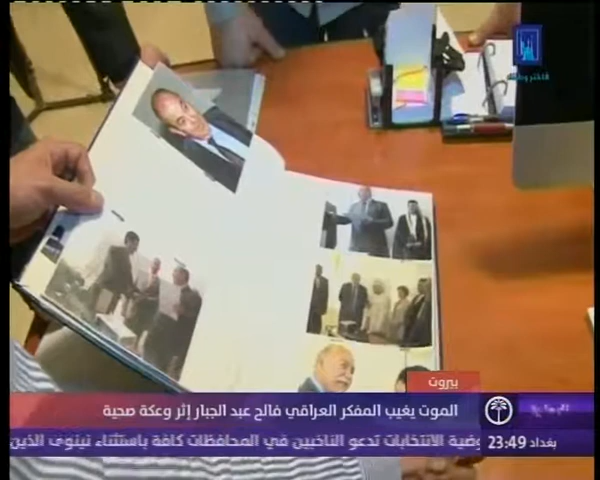 بيروت
الموت يغيب المفكر العراقي فالح عبد الجبار إثر وعكة صحية
بغداد 23:49
وضية الانتخابات تدعو الناخبين في المحافظات كافة باستثناء نينوى الذين